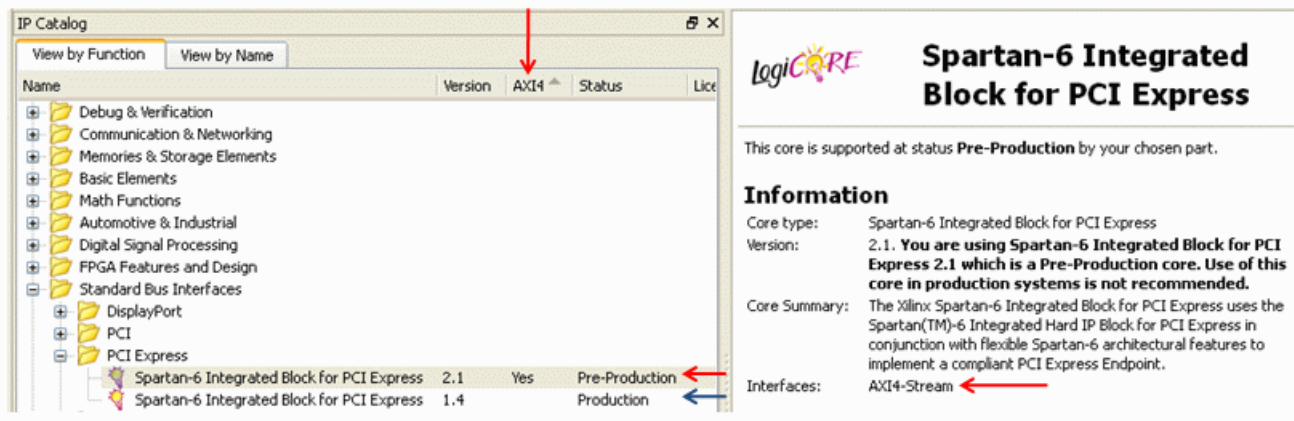 IP Catalog
View by Function View by Name
Name Version AXI4 Status Lice
Debug & Verification
Communication & Networking
Memories & Storage Elements
Basic Elements
Math Functions
Automotive & Industrial
Digital Signal Processing
FPGA Features and Design
Standard Bus Interfaces
DisplayPort
PCI
PCI Express
Spartan-6 Integrated Block for PCI Express 2.1 Yes Pre-Production
Spartan-6 Integrated Block for PCI Express 1.4 Production
LogiCORE
Spartan-6 Integrated
Block for PCI Express
This core is supported at status Pre-Production by your chosen part.
Information
Core type: Spartan-6 Integrated Block for PCI Express
Version: 2.1. You are using Spartan-6 Integrated Block for PCI
Express 2.1 which is a Pre-Production core. Use of this
core in production systems is not recommended.
Core Summary: The Xilinx Spartan-6 Integrated Block for PCI Express uses the
Spartan(TM)-6 Integrated Hard IP Block for PCI Express in
conjunction with flexible Spartan-6 architectural features to
implement a compliant PCI Express Endpoint.
Interfaces: AXI4-Stream